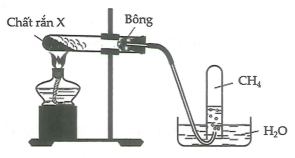 Chất rắn X
Bông
CH₄
H₂O